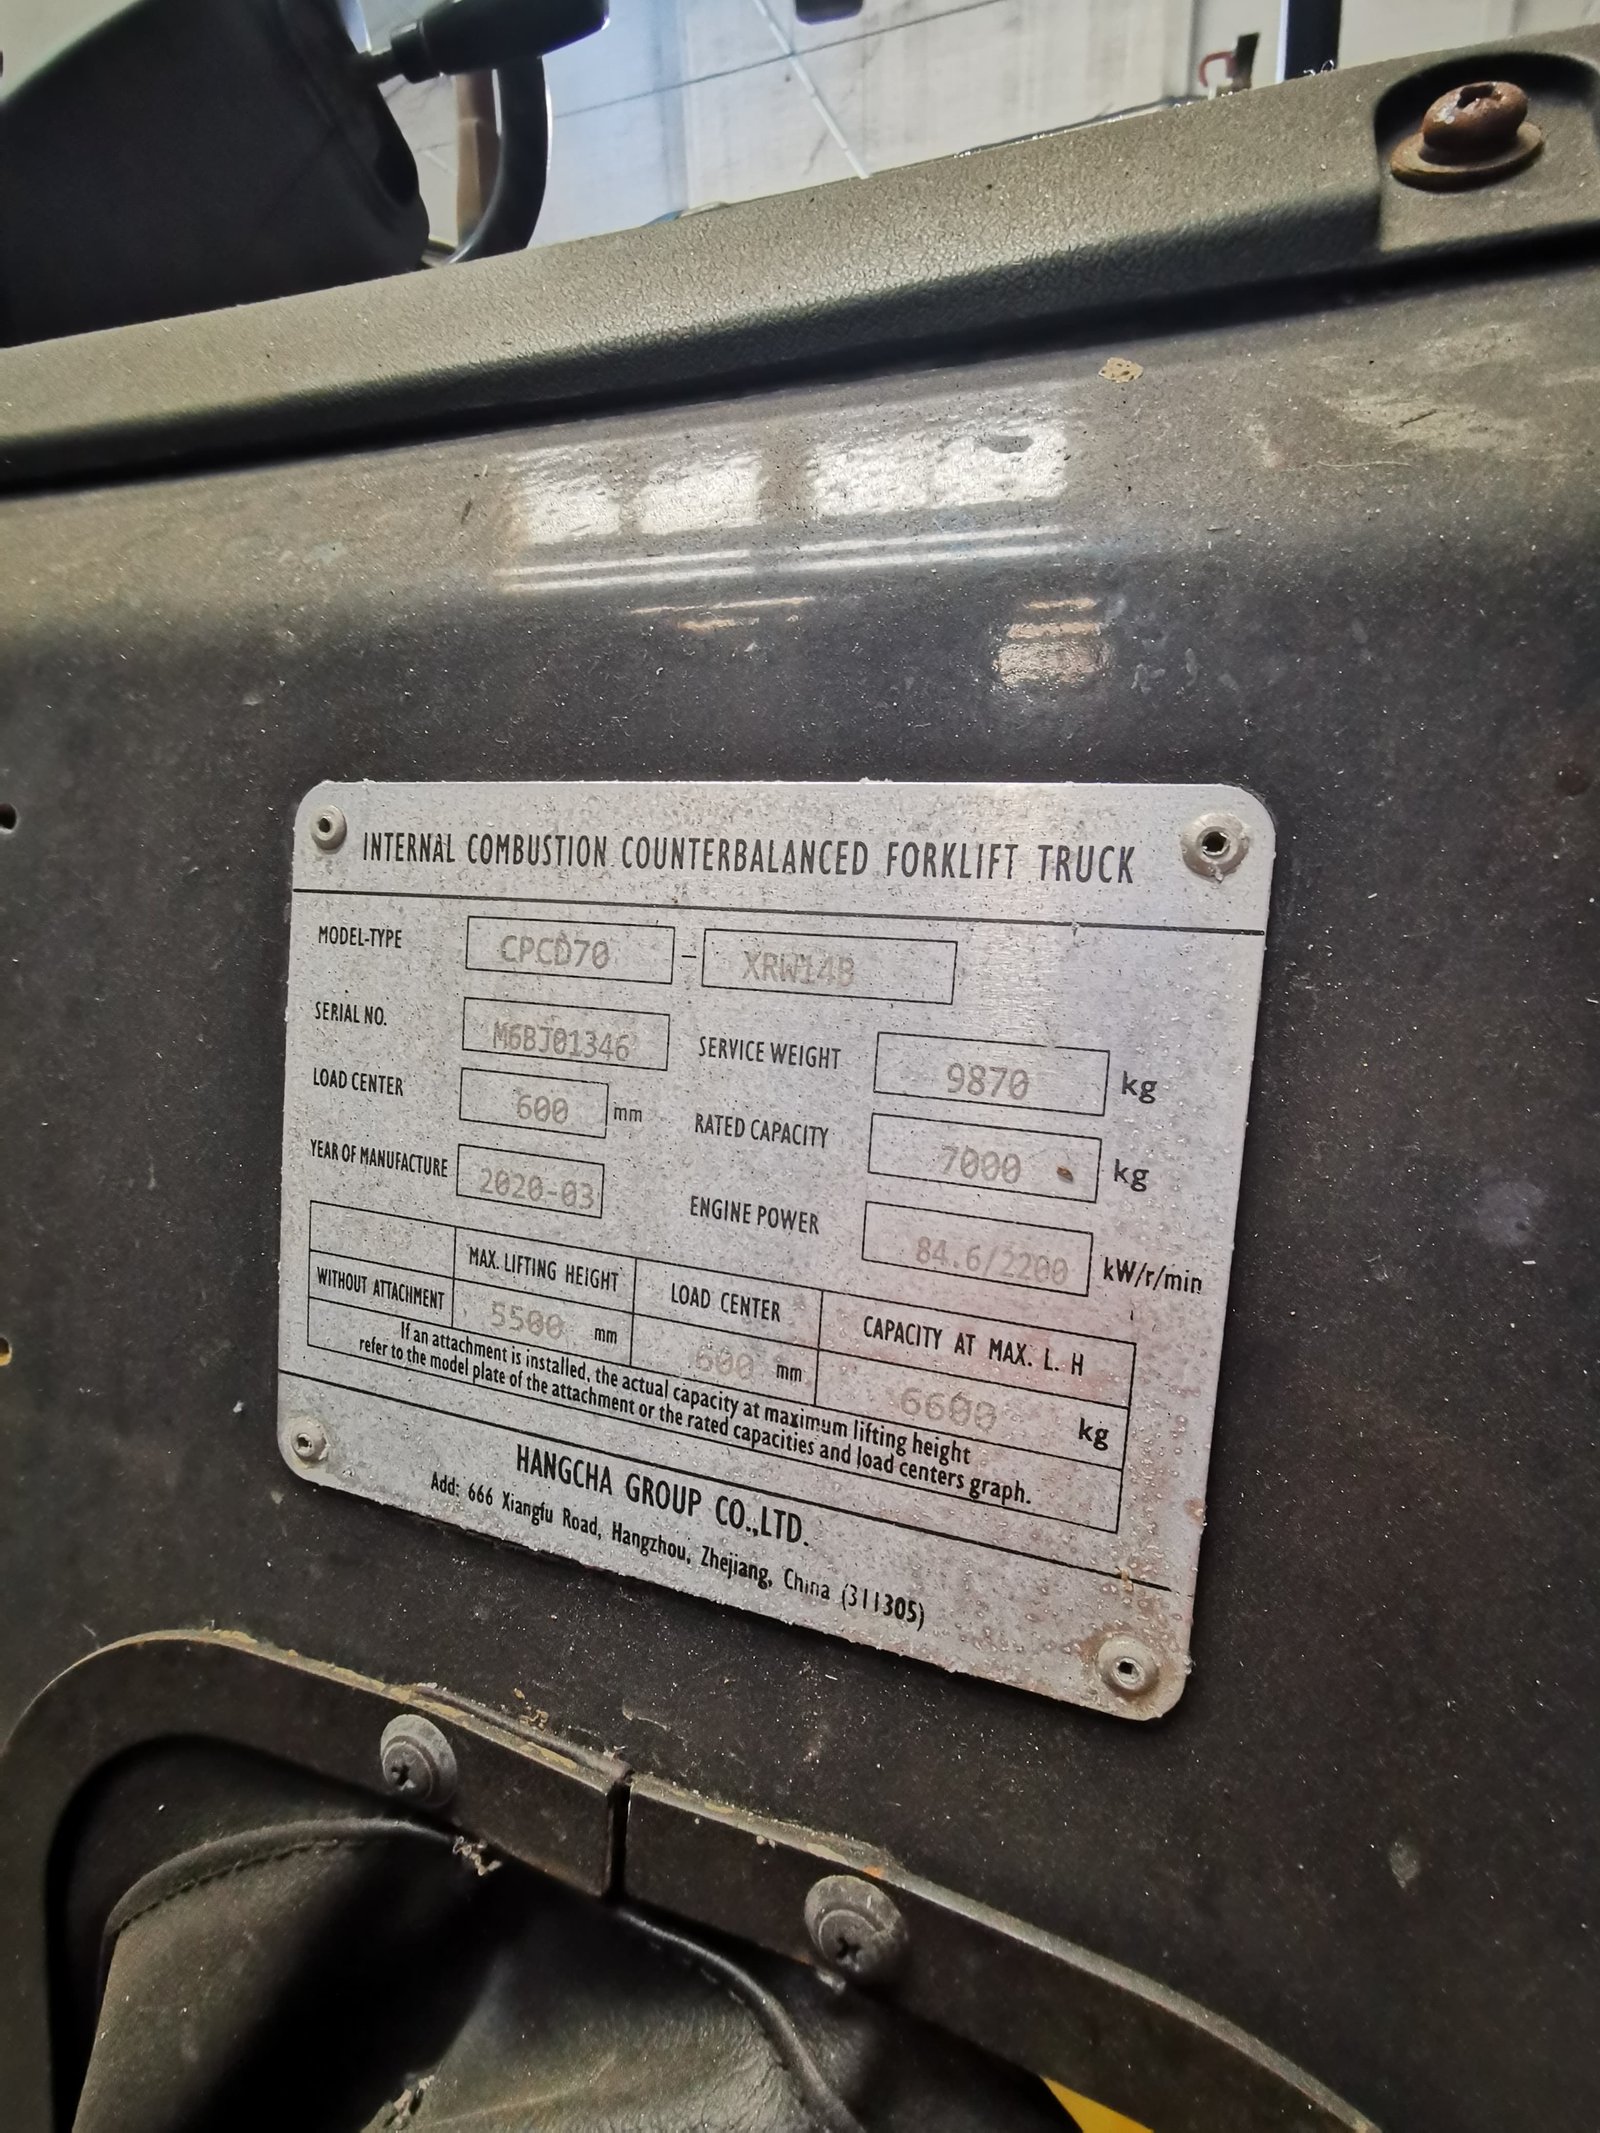 INTERNAL COMBUSTION COUNTERBALANCED FORKLIFT TRUCK
MODEL-TYPE CPCD70 - XRW14B
SERIAL NO. M6BJ01346
SERVICE WEIGHT 9870 kg
LOAD CENTER 600 mm
RATED CAPACITY 7000 kg
YEAR OF MANUFACTURE 2020-03
ENGINE POWER 84.6/2200 kW/r/min
MAX. LIFTING HEIGHT LOAD CENTER CAPACITY AT MAX. L. H
WITHOUT ATTACHMENT 5500 mm 600 mm 6600 kg
If an attachment is installed, the actual capacity at maximum lifting height
refer to the model plate of the attachment or the rated capacities and load centers graph.
HANGCHA GROUP CO.,LTD.
Add: 666 Xiangfu Road, Hangzhou, Zhejiang, China (311305)